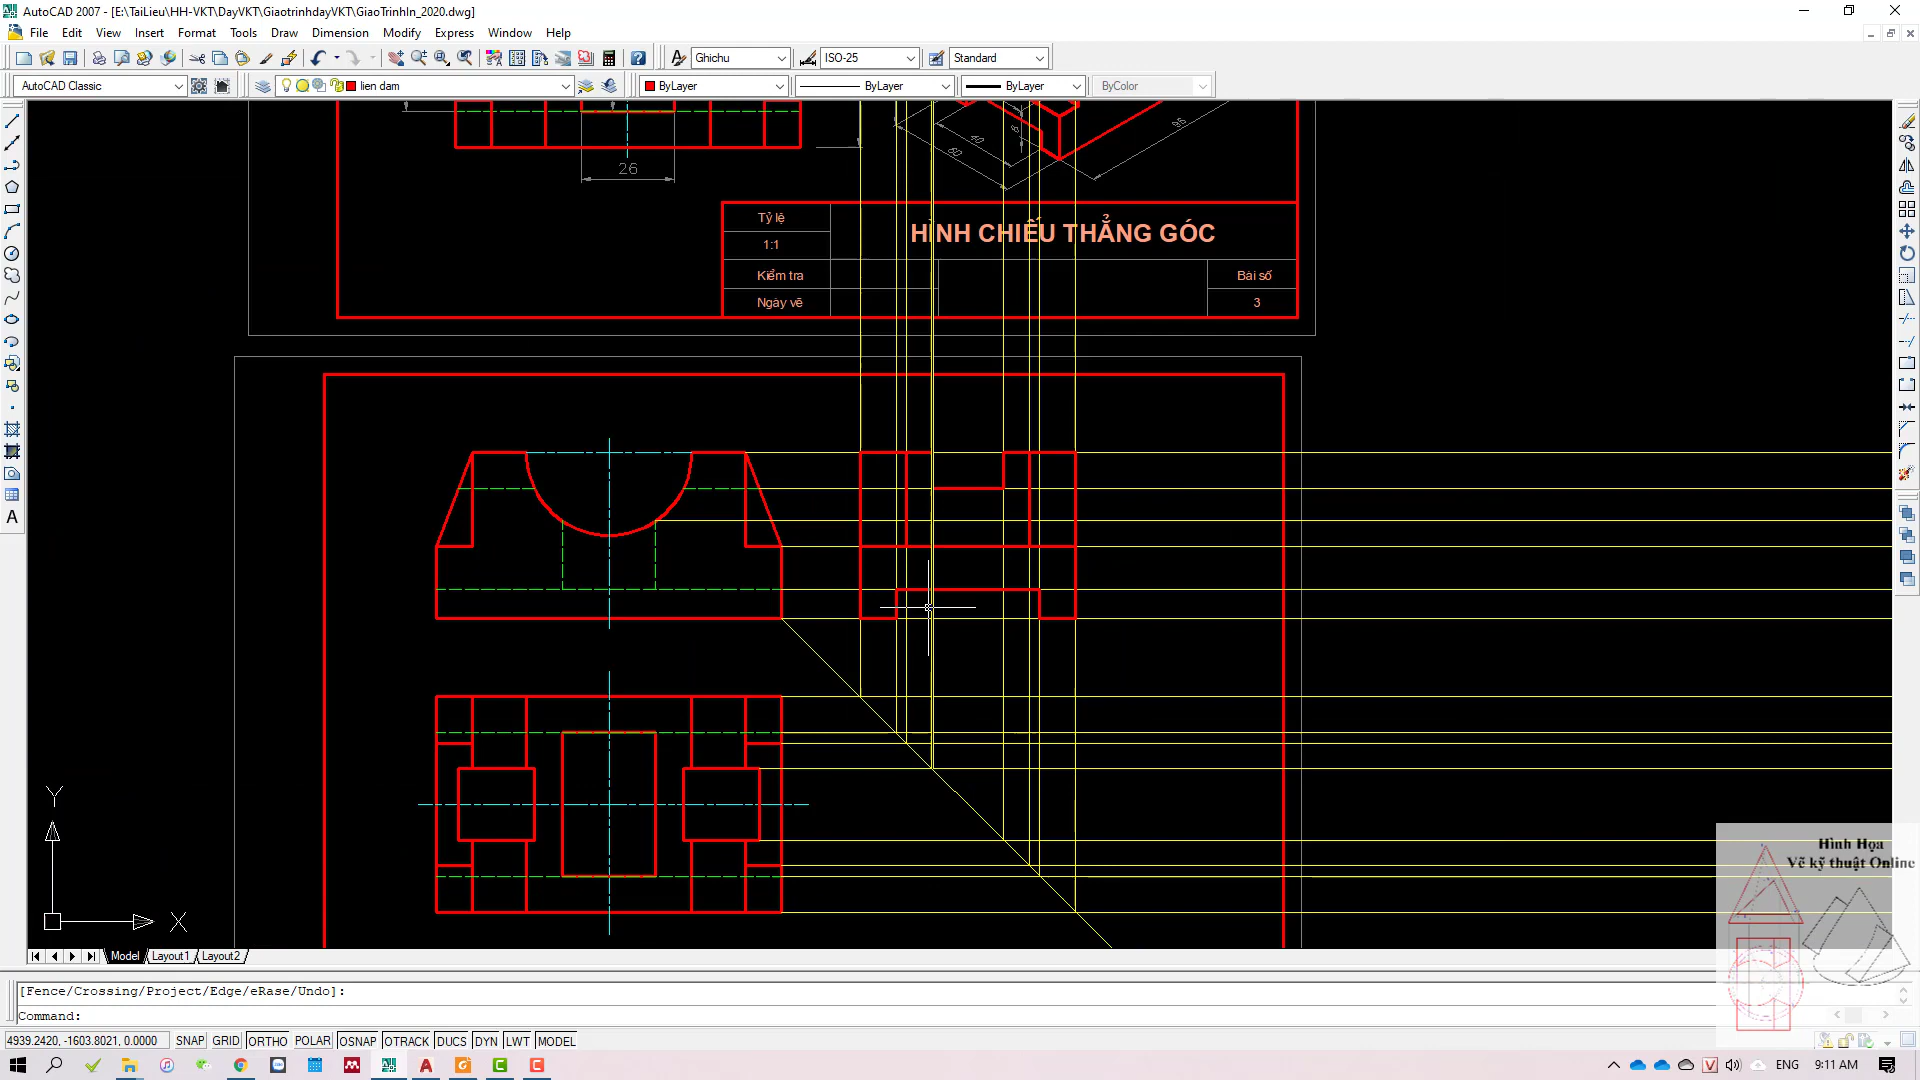 AutoCAD 2007 - [E:\TaiLieu\HH-VKT\DayVKT\GiaotrinhdayVKT\GiaoTrinhIn_2020.dwg]
File Edit View Insert Format Tools Draw Dimension Modify Express Window Help
Ghichu ISO-25 Standard
AutoCAD Classic lien dam ByLayer ByLayer ByLayer ByColor
26
40
60
6
96
Tỷ lệ
1:1
HÌNH CHIẾU THẲNG GÓC
Kiểm tra
Ngày vẽ
Bài số
3
A
Y
X
Hình Họa
Vẽ kỹ thuật Online
Model Layout1 Layout2
[Fence/Crossing/Project/Edge/eRase/Undo]:
Command:
4939.2420, -1603.8021, 0.0000 SNAP GRID ORTHO POLAR OSNAP OTRACK DUCS DYN LWT MODEL
ENG 9:11 AM